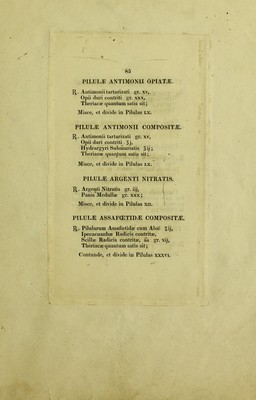 85
PILULÆ ANTIMONII OPIATÆ.
℞. Antimonii tartarizati gr. xv,
Opii duri contriti gr. xxx,
Theriacæ quantum satis sit;
Misce, et divide in Pilulas LX.
PILULÆ ANTIMONII COMPOSITÆ.
℞. Antimonii tartarizati gr. xv,
Opii duri contriti ʒj,
Hydrargyri Submuriatis ʒij;
Theriacæ quantum satis sit;
Misce, et divide in Pilulas LX.
PILULÆ ARGENTI NITRATIS.
℞. Argenti Nitratis gr. iij,
Panis Medullæ gr. xxx;
Misce, et divide in Pilulas XII.
PILULÆ ASSAFŒTIDÆ COMPOSITÆ.
℞. Pilularum Assafœtidæ cum Aloë ʒij,
Ipecacuanhæ Radicis contritæ,
Scillæ Radicis contritæ, āā gr. vij,
Theriacæ quantum satis sit;
Contunde, et divide in Pilulas XXXVI.